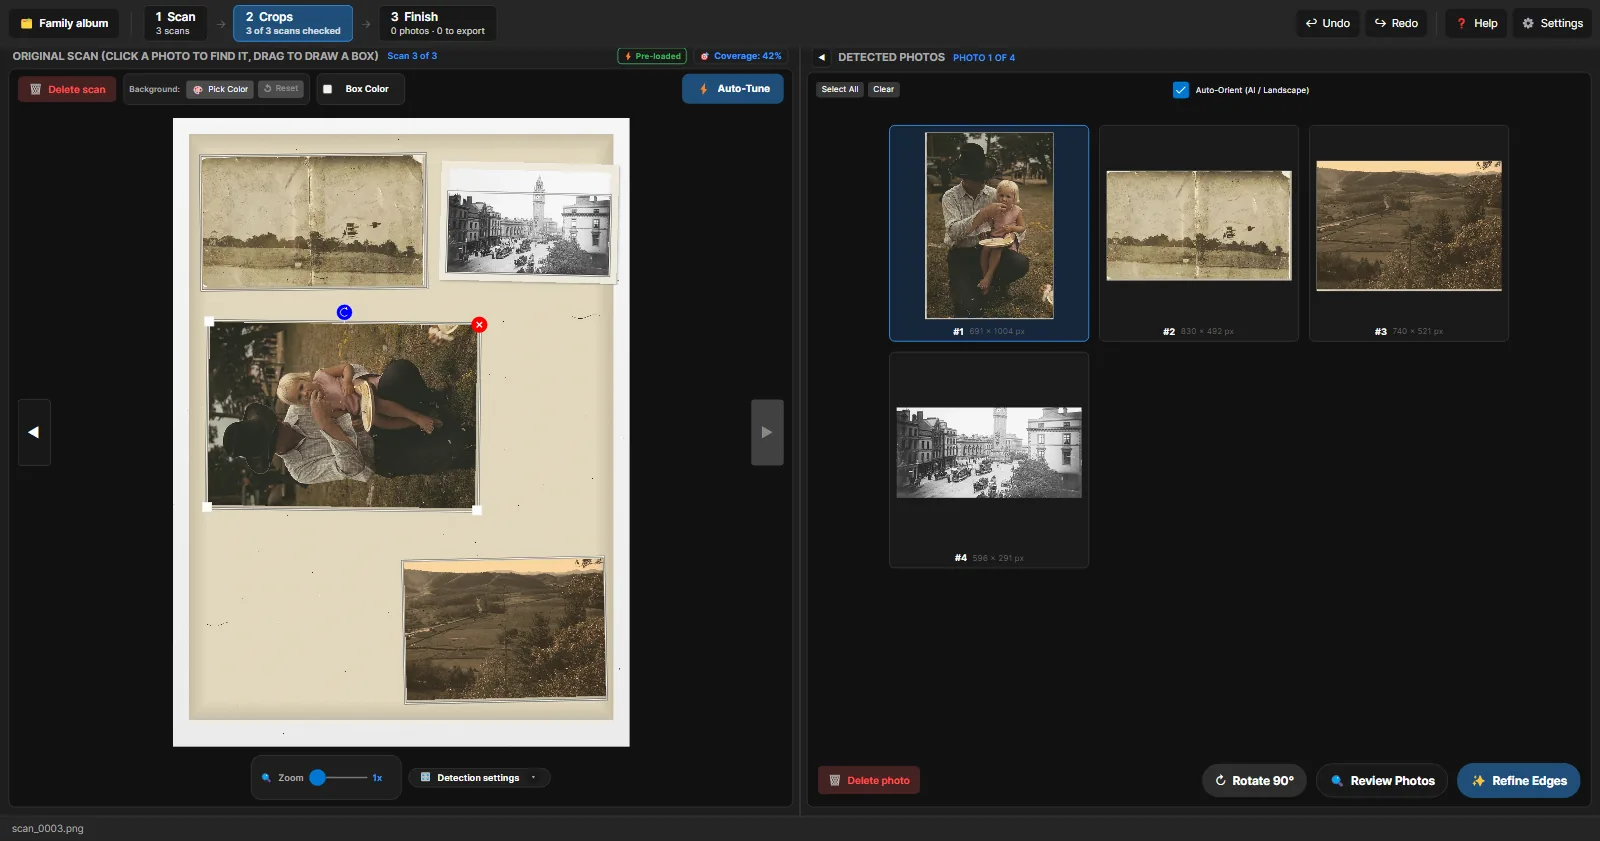 Family album
1 Scan
3 scans
→
2 Crops
3 of 3 scans checked
→
3 Finish
0 photos · 0 to export
Undo
Redo
Help
Settings
ORIGINAL SCAN (CLICK A PHOTO TO FIND IT, DRAG TO DRAW A BOX)
Scan 3 of 3
Pre-loaded
Coverage: 42%
DETECTED PHOTOS
PHOTO 1 OF 4
Delete scan
Background:
Pick Color
Reset
Box Color
Auto-Tune
Select All
Clear
Auto-Orient (AI / Landscape)
#1 691 × 1004 px
#2 830 × 492 px
#3 740 × 521 px
#4 596 × 291 px
Zoom
1x
Detection settings
Delete photo
Rotate 90°
Review Photos
Refine Edges
scan_0003.png